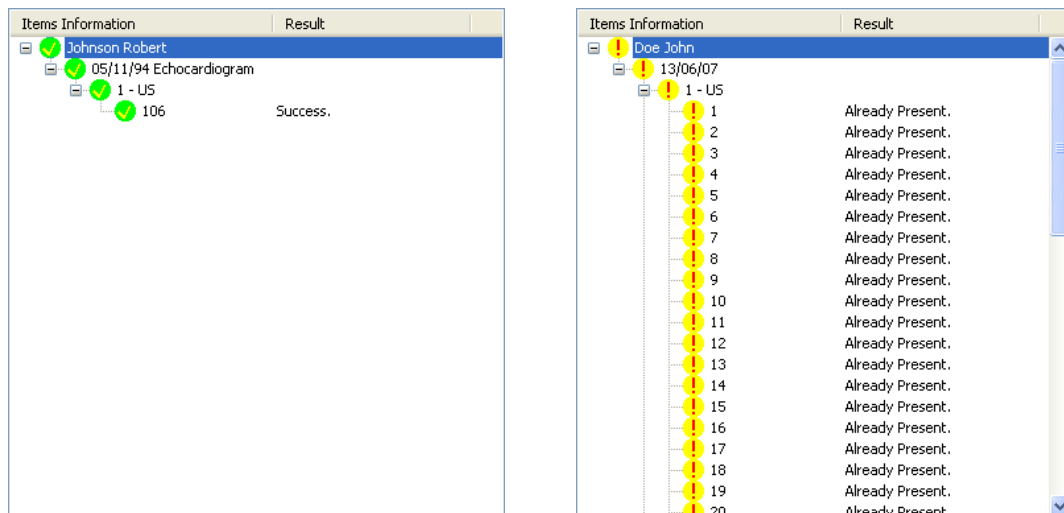 Items Information Result
Johnson Robert
05/11/94 Echocardiogram
1 - US
106 Success.
Items Information Result
Doe John
13/06/07
1 - US
1 Already Present.
2 Already Present.
3 Already Present.
4 Already Present.
5 Already Present.
6 Already Present.
7 Already Present.
8 Already Present.
9 Already Present.
10 Already Present.
11 Already Present.
12 Already Present.
13 Already Present.
14 Already Present.
15 Already Present.
16 Already Present.
17 Already Present.
18 Already Present.
19 Already Present.
20 Already Present.